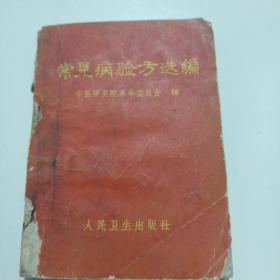 常见病验方选编
中医研究院革命委员会 编
人民卫生出版社